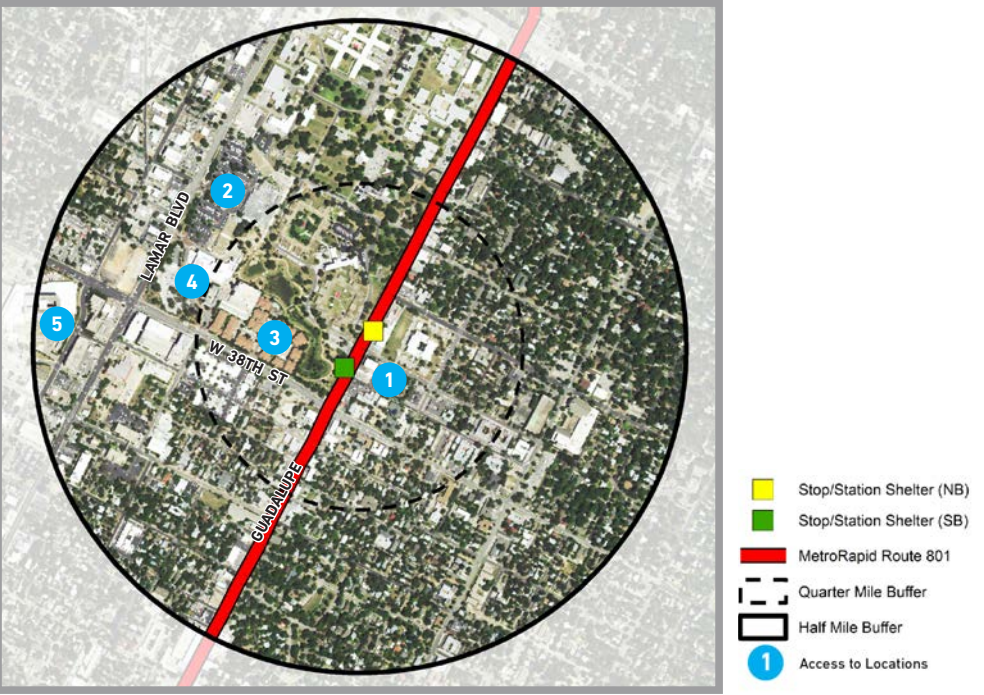 2
LAMAR BLVD
4
5
3
W 38TH ST
1
GUADALUPE
Stop/Station Shelter (NB)
Stop/Station Shelter (SB)
MetroRapid Route 801
Quarter Mile Buffer
Half Mile Buffer
1 Access to Locations